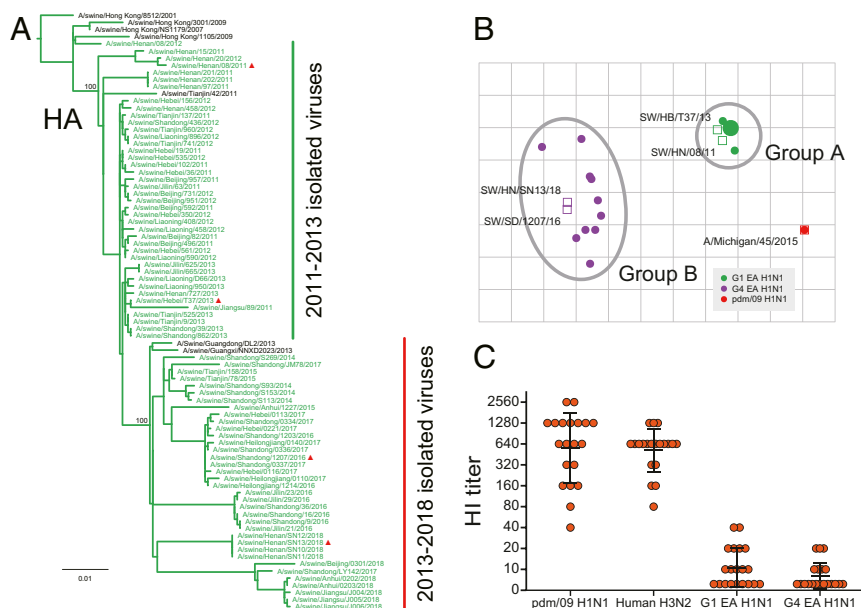 A
HA
100
100
0.01
A/swine/Hong Kong/8512/2001
A/swine/Hong Kong/3001/2009
A/swine/Hong Kong/NS1179/2007
A/swine/Hong Kong/1105/2009
A/swine/Henan/08/2012
A/swine/Henan/15/2011
A/swine/Henan/20/2012
A/swine/Henan/08/2011
A/swine/Henan/201/2011
A/swine/Henan/202/2011
A/swine/Henan/97/2011
A/swine/Tianjin/42/2011
A/swine/Hebei/156/2012
A/swine/Henan/458/2012
A/swine/Tianjin/137/2011
A/swine/Shandong/436/2012
A/swine/Tianjin/960/2012
A/swine/Liaoning/896/2012
A/swine/Tianjin/741/2012
A/swine/Hebei/19/2011
A/swine/Hebei/535/2012
A/swine/Hebei/102/2011
A/swine/Hebei/36/2011
A/swine/Beijing/957/2011
A/swine/Jilin/63/2011
A/swine/Beijing/731/2012
A/swine/Beijing/951/2012
A/swine/Beijing/592/2011
A/swine/Hebei/350/2012
A/swine/Liaoning/408/2012
A/swine/Liaoning/458/2012
A/swine/Beijing/82/2011
A/swine/Beijing/496/2011
A/swine/Hebei/561/2012
A/swine/Liaoning/590/2012
A/swine/Jilin/625/2013
A/swine/Jilin/665/2013
A/swine/Liaoning/D66/2013
A/swine/Liaoning/950/2013
A/swine/Henan/727/2013
A/swine/Hebei/T37/2013
A/swine/Jiangsu/89/2011
A/swine/Tianjin/525/2013
A/swine/Tianjin/9/2013
A/swine/Shandong/39/2013
A/swine/Shandong/862/2013
A/Swine/Guangdong/DL2/2013
A/swine/Guangxi/NNXD2023/2013
A/swine/Shandong/S269/2014
A/swine/Shandong/JM78/2017
A/swine/Tianjin/158/2015
A/swine/Tianjin/78/2015
A/swine/Shandong/S93/2014
A/swine/Shandong/S153/2014
A/swine/Shandong/S113/2014
A/swine/Anhui/1227/2015
A/swine/Hebei/0113/2017
A/swine/Shandong/0334/2017
A/swine/Hebei/0221/2017
A/swine/Shandong/1203/2016
A/swine/Heilongjiang/0140/2017
A/swine/Shandong/0336/2017
A/swine/Shandong/1207/2016
A/swine/Shandong/0337/2017
A/swine/Hebei/0116/2017
A/swine/Heilongjiang/0110/2017
A/swine/Heilongjiang/1214/2016
A/swine/Jilin/23/2016
A/swine/Jilin/29/2016
A/swine/Shandong/36/2016
A/swine/Shandong/16/2016
A/swine/Shandong/9/2016
A/swine/Jilin/21/2016
A/swine/Henan/SN12/2018
A/swine/Henan/SN13/2018
A/swine/Henan/SN10/2018
A/swine/Henan/SN11/2018
A/swine/Beijing/0301/2018
A/swine/Shandong/LY142/2017
A/swine/Anhui/0202/2018
A/swine/Anhui/0203/2018
A/swine/Jiangsu/J004/2018
A/swine/Jiangsu/J005/2018
A/swine/Jiangsu/J006/2018
2011-2013 isolated viruses
2013-2018 isolated viruses
B
SW/HB/T37/13
SW/HN/08/11
Group A
SW/HN/SN13/18
SW/SD/1207/16
Group B
A/Michigan/45/2015
G1 EA H1N1
G4 EA H1N1
pdm/09 H1N1
C
HI titer
2560
1280
640
320
160
80
40
20
10
0
pdm/09 H1N1
Human H3N2
G1 EA H1N1
G4 EA H1N1